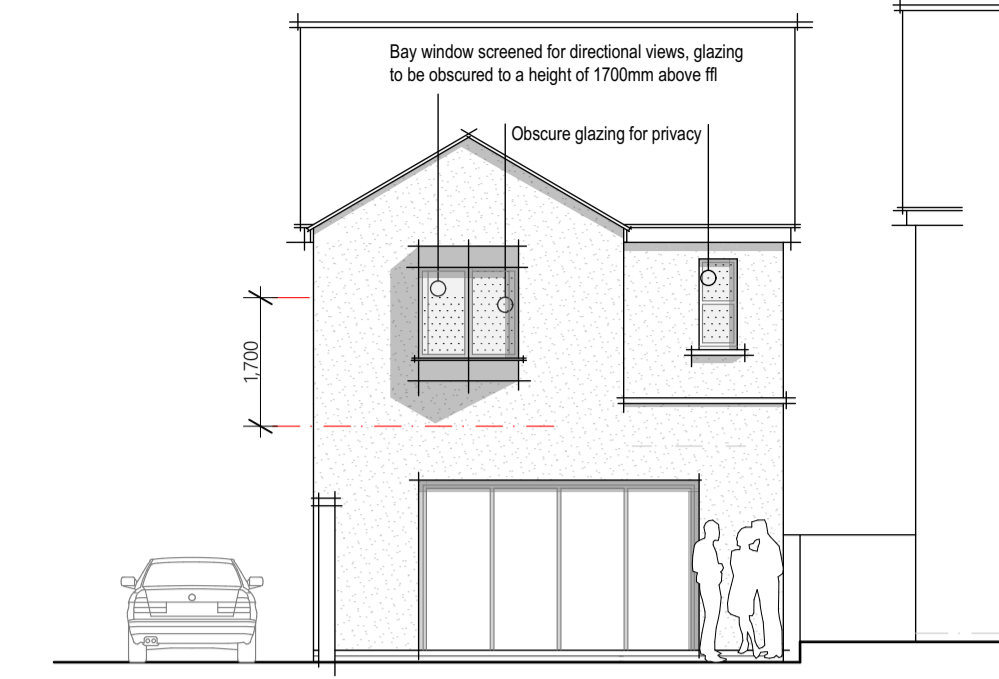 Bay window screened for directional views, glazing
to be obscured to a height of 1700mm above ffl
Obscure glazing for privacy
1,700